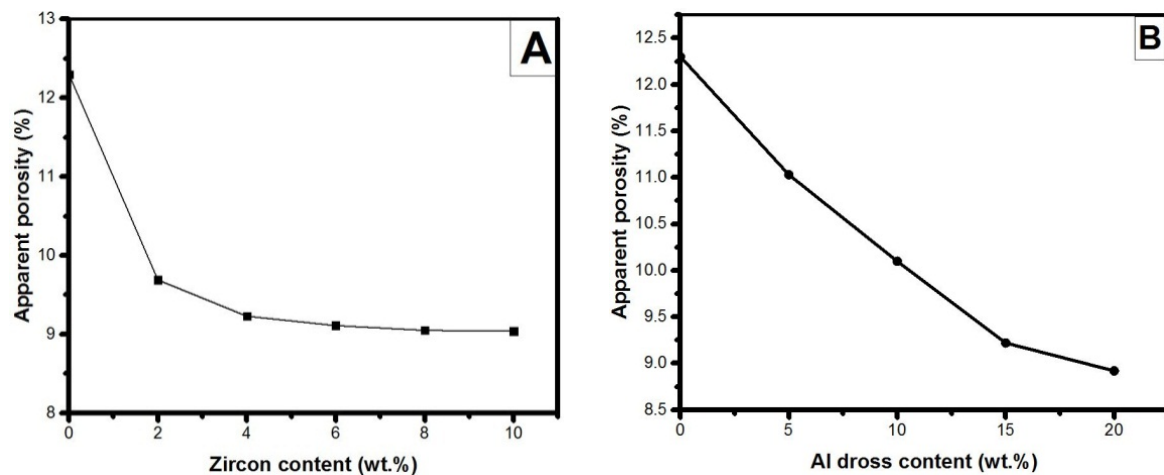 A
Apparent porosity (%)
13
12
11
10
9
8
0 2 4 6 8 10
Zircon content (wt.%)
B
Apparent porosity (%)
12.5
12.0
11.5
11.0
10.5
10.0
9.5
9.0
8.5
0 5 10 15 20
Al dross content (wt.%)